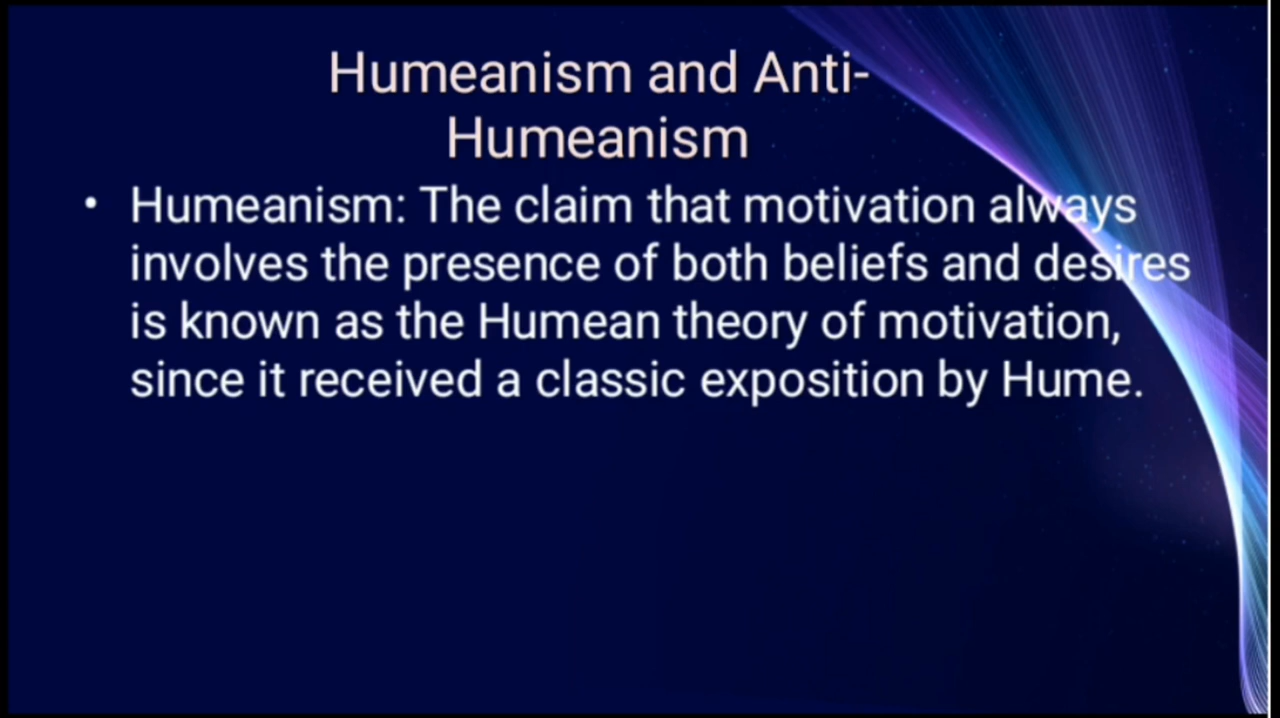 Humeanism and Anti-
Humeanism
• Humeanism: The claim that motivation always
involves the presence of both beliefs and desires
is known as the Humean theory of motivation,
since it received a classic exposition by Hume.